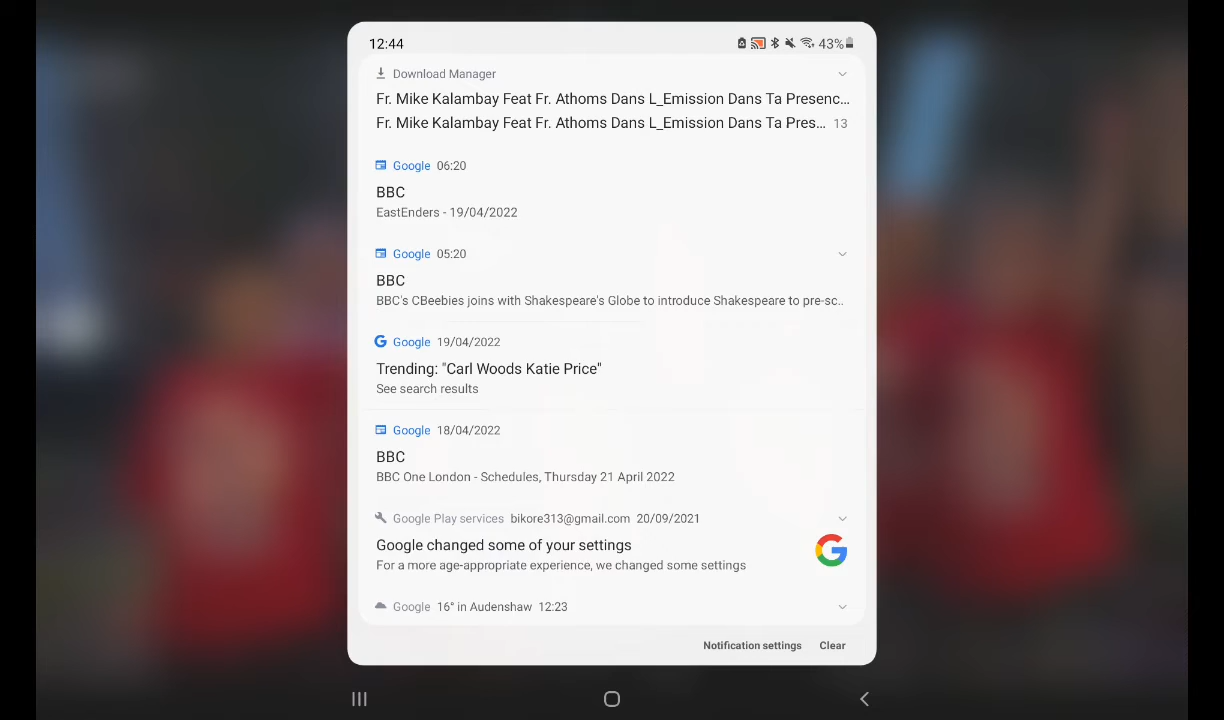 12:44 43%
Download Manager
Fr. Mike Kalambay Feat Fr. Athoms Dans L_Emission Dans Ta Presenc...
Fr. Mike Kalambay Feat Fr. Athoms Dans L_Emission Dans Ta Pres... 13
Google 06:20
BBC
EastEnders - 19/04/2022
Google 05:20
BBC
BBC's CBeebies joins with Shakespeare's Globe to introduce Shakespeare to pre-sc..
Google 19/04/2022
Trending: "Carl Woods Katie Price"
See search results
Google 18/04/2022
BBC
BBC One London - Schedules, Thursday 21 April 2022
Google Play services bikore313@gmail.com 20/09/2021
Google changed some of your settings
For a more age-appropriate experience, we changed some settings
Google 16° in Audenshaw 12:23
Notification settings Clear